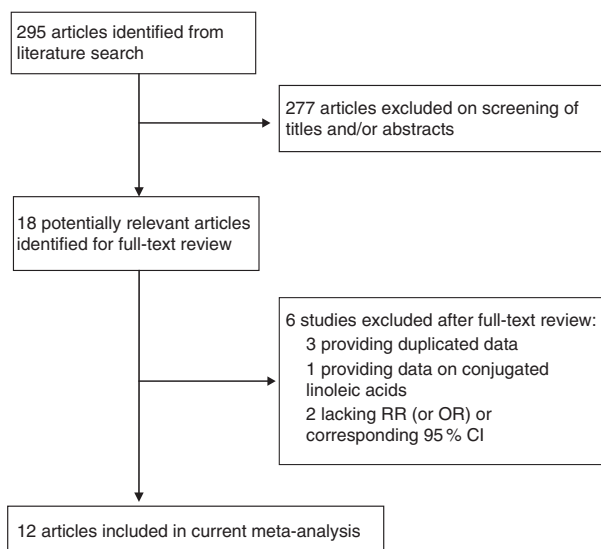 295 articles identified from
literature search
277 articles excluded on screening of
titles and/or abstracts
18 potentially relevant articles
identified for full-text review
6 studies excluded after full-text review:
3 providing duplicated data
1 providing data on conjugated
linoleic acids
2 lacking RR (or OR) or
corresponding 95 % CI
12 articles included in current meta-analysis